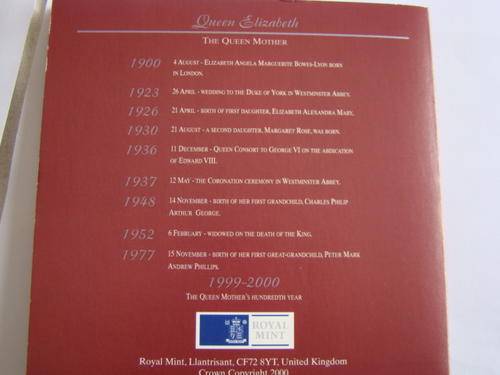 Queen Elizabeth
THE QUEEN MOTHER
1900 4 AUGUST - ELIZABETH ANGELA MARGUERITE BOWES-LYON BORN
IN LONDON.
1923 26 APRIL - WEDDING TO THE DUKE OF YORK IN WESTMINSTER ABBEY.
1926 21 APRIL - BIRTH OF FIRST DAUGHTER, ELIZABETH ALEXANDRA MARY.
1930 21 AUGUST - A SECOND DAUGHTER, MARGARET ROSE, WAS BORN.
1936 11 DECEMBER - QUEEN CONSORT TO GEORGE VI ON THE ABDICATION
OF EDWARD VIII.
1937 12 MAY - THE CORONATION CEREMONY IN WESTMINSTER ABBEY.
1948 14 NOVEMBER - BIRTH OF HER FIRST GRANDCHILD, CHARLES PHILIP
ARTHUR GEORGE.
1952 6 FEBRUARY - WIDOWED ON THE DEATH OF THE KING.
1977 15 NOVEMBER - BIRTH OF HER FIRST GREAT-GRANDCHILD, PETER MARK
ANDREW PHILLIPS.
1999-2000
THE QUEEN MOTHER'S HUNDREDTH YEAR
ROYAL
MINT
Royal Mint, Llantrisant, CF72 8YT, United Kingdom
Crown Copyright 2000